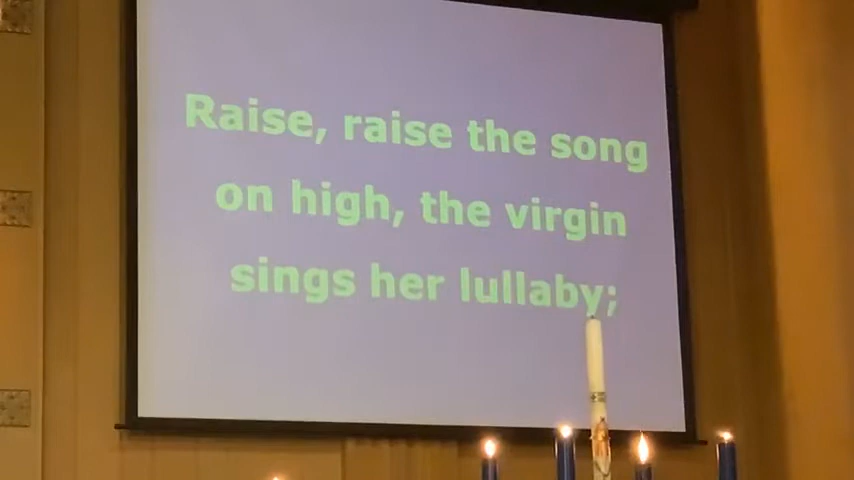 Raise, raise the song
on high, the virgin
sings her lullaby;